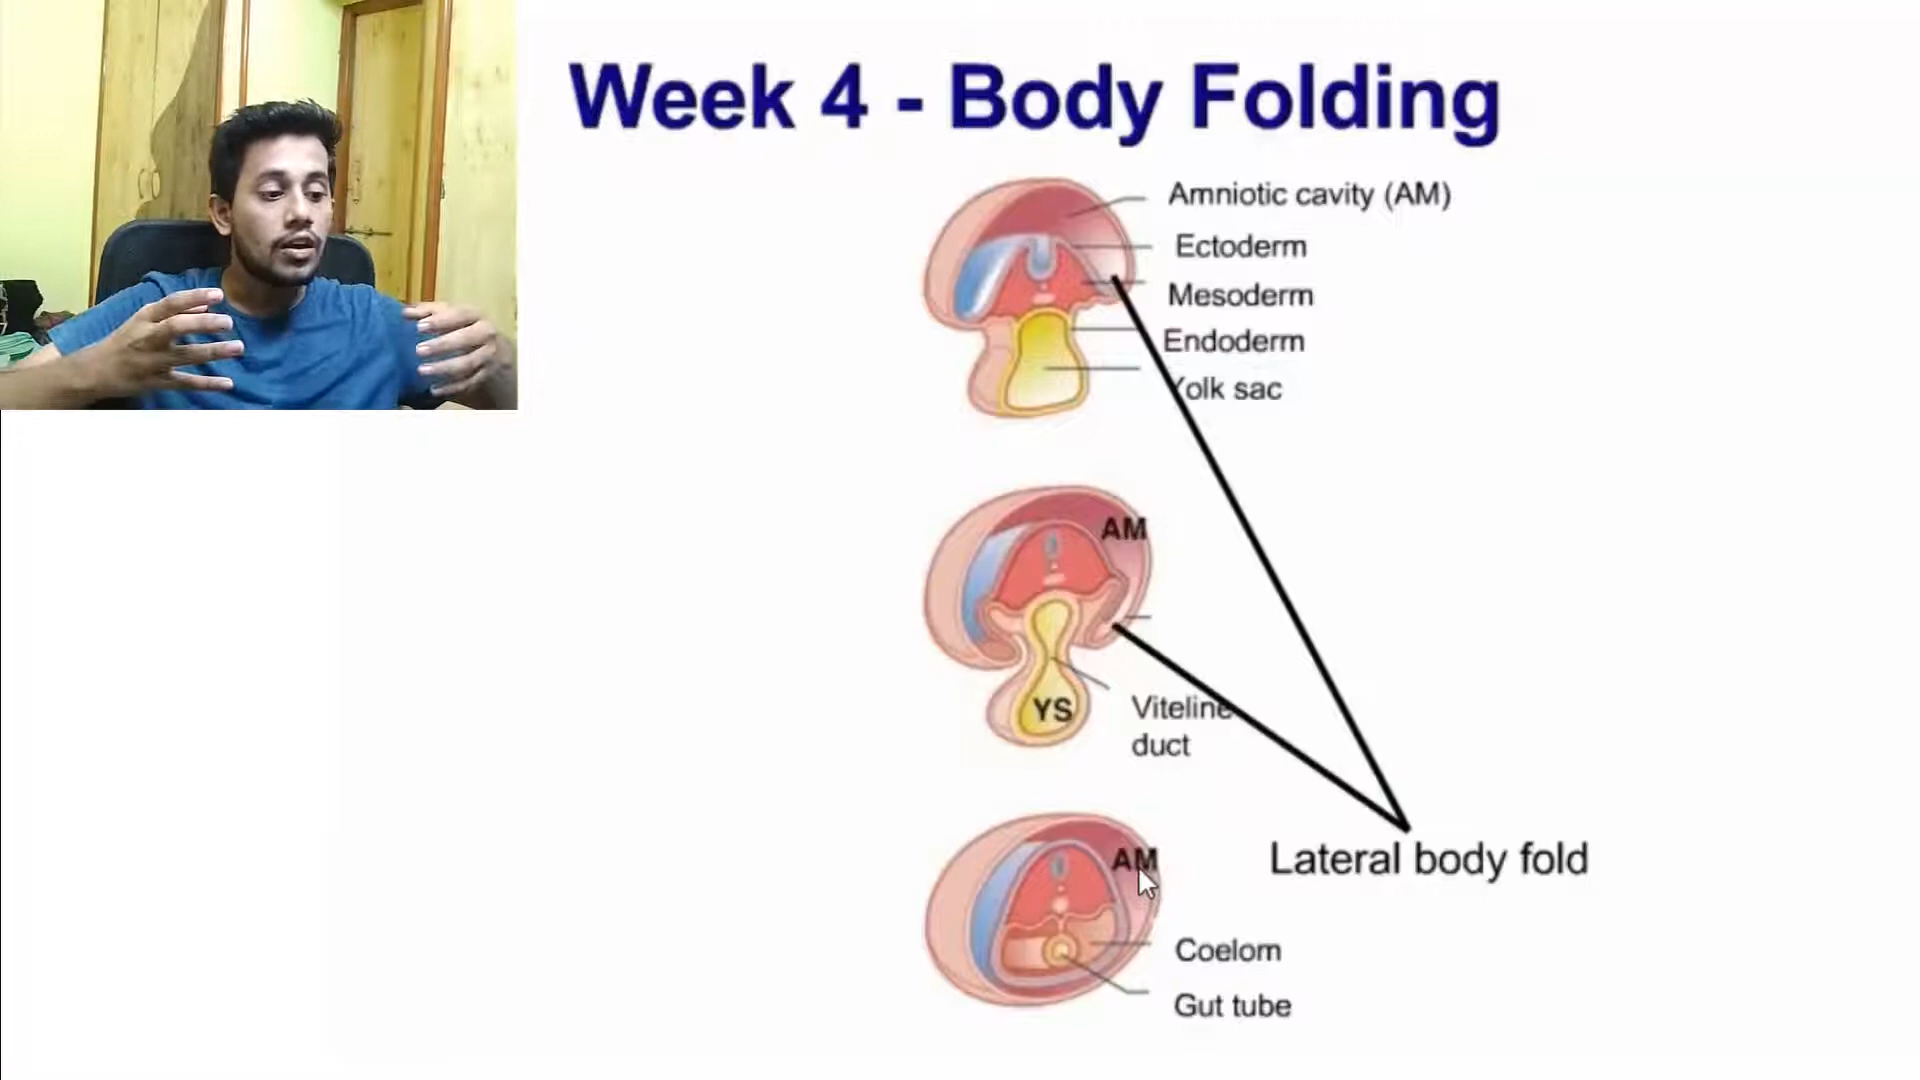 Week 4 - Body Folding
Amniotic cavity (AM)
Ectoderm
Mesoderm
Endoderm
Yolk sac
AM
YS
Viteline
duct
AM
Lateral body fold
Coelom
Gut tube